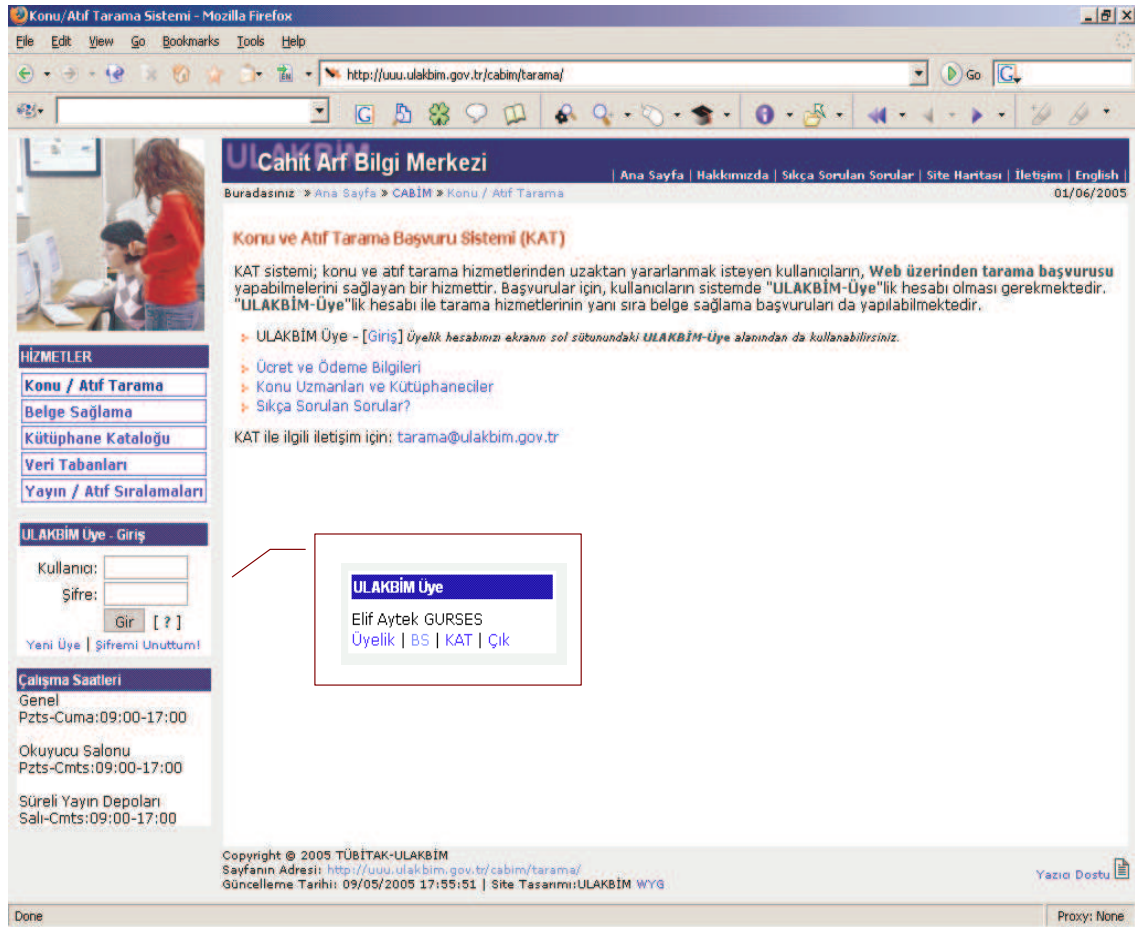 Konu/Atıf Tarama Sistemi - Mozilla Firefox
File Edit View Go Bookmarks Tools Help
http://uuu.ulakbim.gov.tr/cabim/tarama/
Go
ULAKBİM
Cahit Arf Bilgi Merkezi
| Ana Sayfa | Hakkımızda | Sıkça Sorulan Sorular | Site Haritası | İletişim | English |
Buradasınız » Ana Sayfa » CABİM » Konu / Atıf Tarama
01/06/2005
Konu ve Atıf Tarama Başvuru Sistemi (KAT)
KAT sistemi; konu ve atıf tarama hizmetlerinden uzaktan yararlanmak isteyen kullanıcıların, Web üzerinden tarama başvurusu
yapabilmelerini sağlayan bir hizmettir. Başvurular için, kullanıcıların sistemde "ULAKBİM-Üye"lik hesabı olması gerekmektedir.
"ULAKBİM-Üye"lik hesabı ile tarama hizmetlerinin yanı sıra belge sağlama başvuruları da yapılabilmektedir.
ULAKBİM Üye - [Giriş] Üyelik hesabınızı ekranın sol sütunundaki ULAKBİM-Üye alanından da kullanabilirsiniz.
Ücret ve Ödeme Bilgileri
Konu Uzmanları ve Kütüphaneciler
Sıkça Sorulan Sorular?
KAT ile ilgili iletişim için: tarama@ulakbim.gov.tr
HİZMETLER
Konu / Atıf Tarama
Belge Sağlama
Kütüphane Kataloğu
Veri Tabanları
Yayın / Atıf Sıralamaları
ULAKBİM Üye - Giriş
Kullanıcı:
Şifre:
Gir [ ? ]
Yeni Üye | Şifremi Unuttum!
ULAKBİM Üye
Elif Aytek GURSES
Üyelik | BS | KAT | Çık
Çalışma Saatleri
Genel
Pzts-Cuma:09:00-17:00
Okuyucu Salonu
Pzts-Cmts:09:00-17:00
Süreli Yayın Depoları
Salı-Cmts:09:00-17:00
Copyright © 2005 TÜBİTAK-ULAKBİM
Sayfanın Adresi: http://uuu.ulakbim.gov.tr/cabim/tarama/
Güncelleme Tarihi: 09/05/2005 17:55:51 | Site Tasarımı:ULAKBİM WYG
Yazıcı Dostu
Done
Proxy: None